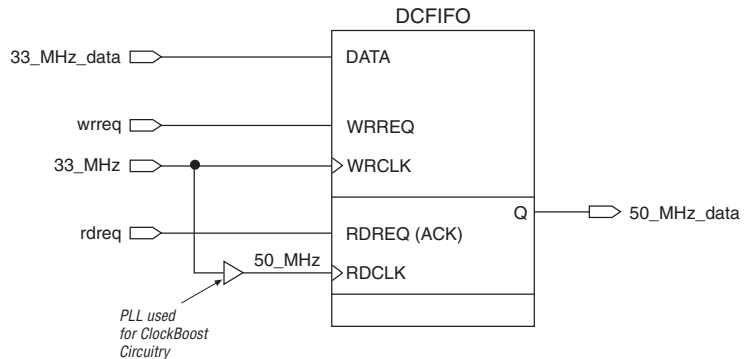 DCFIFO
33_MHz_data
DATA
wrreq
WRREQ
33_MHz
WRCLK
Q
50_MHz_data
rdreq
RDREQ (ACK)
50_MHz
RDCLK
PLL used
for ClockBoost
Circuitry